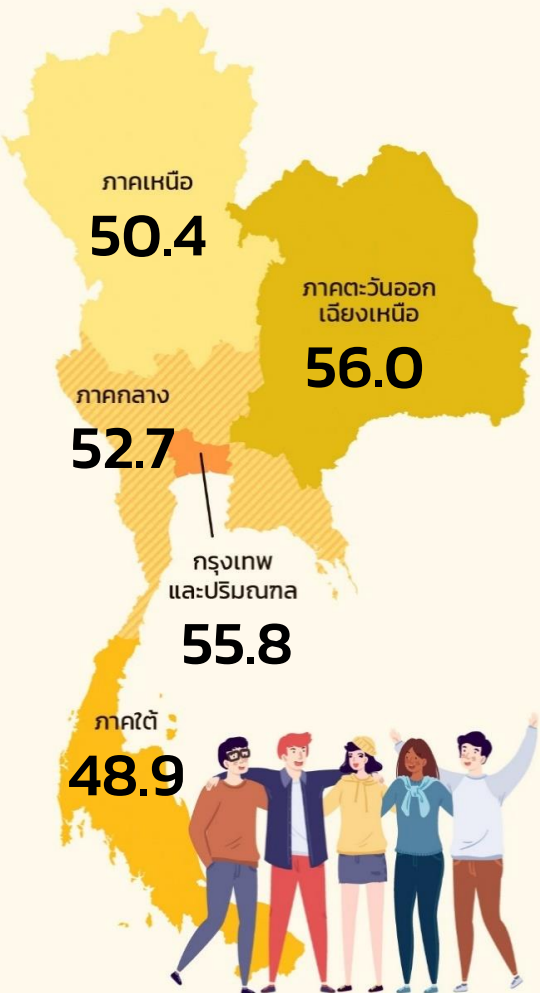 ภาคเหนือ
50.4
ภาคตะวันออก
เฉียงเหนือ
56.0
ภาคกลาง
52.7
กรุงเทพ
และปริมณฑล
55.8
ภาคใต้
48.9